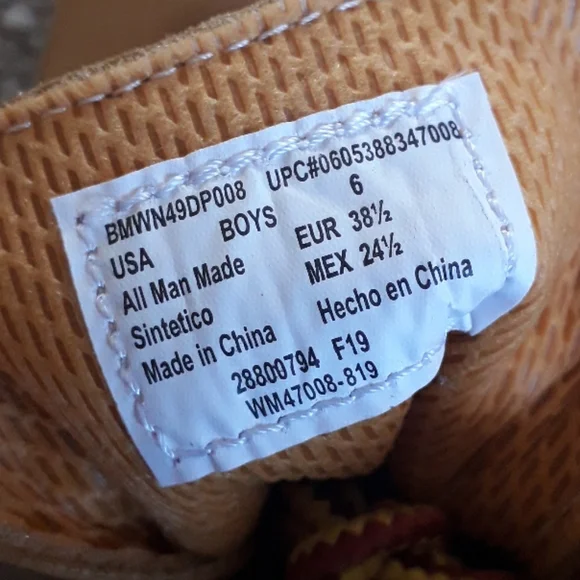 BMWN49DP008 UPC#0605388347008
USA BOYS 6
All Man Made EUR 38½
Sintetico MEX 24½
Made in China Hecho en China
28800794 F19
WM47008-819